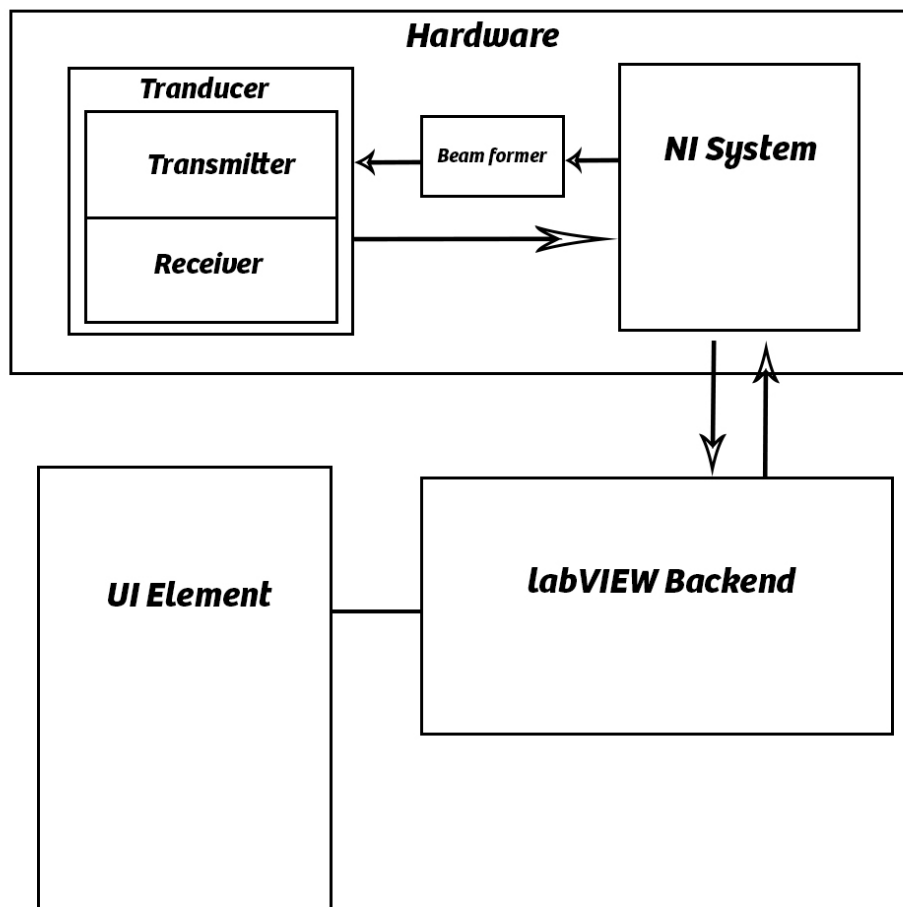 Hardware
Tranducer
Transmitter
Receiver
Beam former
NI System
UI Element
labVIEW Backend